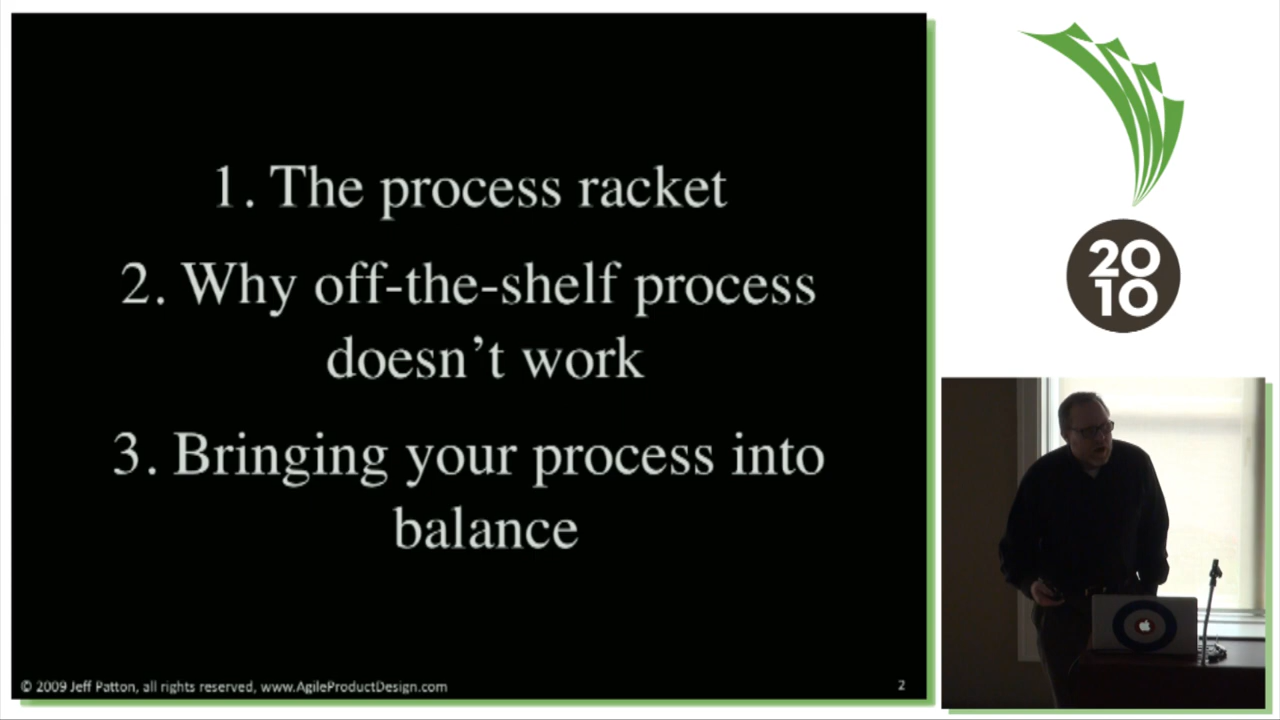 1. The process racket
2. Why off-the-shelf process
doesn’t work
3. Bringing your process into
balance
© 2009 Jeff Patton, all rights reserved, www.AgileProductDesign.com
2
20
10